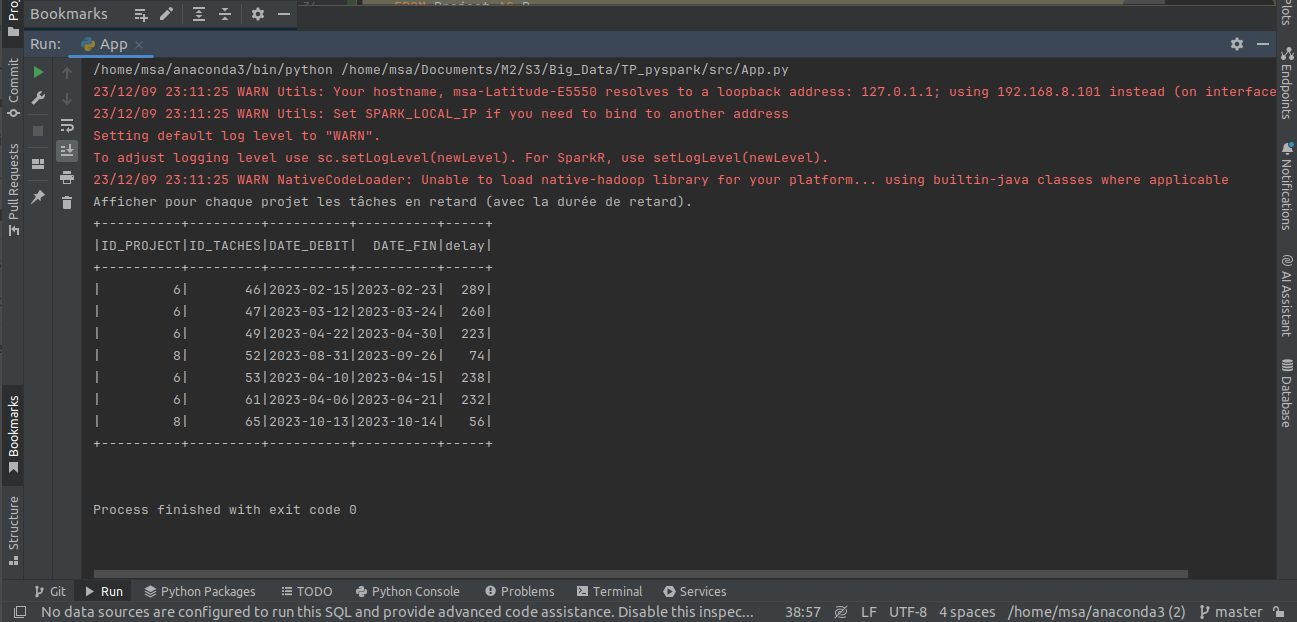 Bookmarks
Run: App
/home/msa/anaconda3/bin/python /home/msa/Documents/M2/S3/Big_Data/TP_pyspark/src/App.py
23/12/09 23:11:25 WARN Utils: Your hostname, msa-Latitude-E5550 resolves to a loopback address: 127.0.1.1; using 192.168.8.101 instead (on interface
23/12/09 23:11:25 WARN Utils: Set SPARK_LOCAL_IP if you need to bind to another address
Setting default log level to "WARN".
To adjust logging level use sc.setLogLevel(newLevel). For SparkR, use setLogLevel(newLevel).
23/12/09 23:11:25 WARN NativeCodeLoader: Unable to load native-hadoop library for your platform... using builtin-java classes where applicable
Afficher pour chaque projet les tâches en retard (avec la durée de retard).
+----------+---------+----------+----------+-----+
|ID_PROJECT|ID_TACHES|DATE_DEBIT|  DATE_FIN|delay|
+----------+---------+----------+----------+-----+
|         6|       46|2023-02-15|2023-02-23|  289|
|         6|       47|2023-03-12|2023-03-24|  260|
|         6|       49|2023-04-22|2023-04-30|  223|
|         8|       52|2023-08-31|2023-09-26|   74|
|         6|       53|2023-04-10|2023-04-15|  238|
|         6|       61|2023-04-06|2023-04-21|  232|
|         8|       65|2023-10-13|2023-10-14|   56|
+----------+---------+----------+----------+-----+
Process finished with exit code 0
Commit
Pull Requests
Bookmarks
Structure
Plots
Endpoints
Notifications
AI Assistant
Database
Git Run Python Packages TODO Python Console Problems Terminal Services
No data sources are configured to run this SQL and provide advanced code assistance. Disable this inspec... 38:57 LF UTF-8 4 spaces /home/msa/anaconda3 (2) master